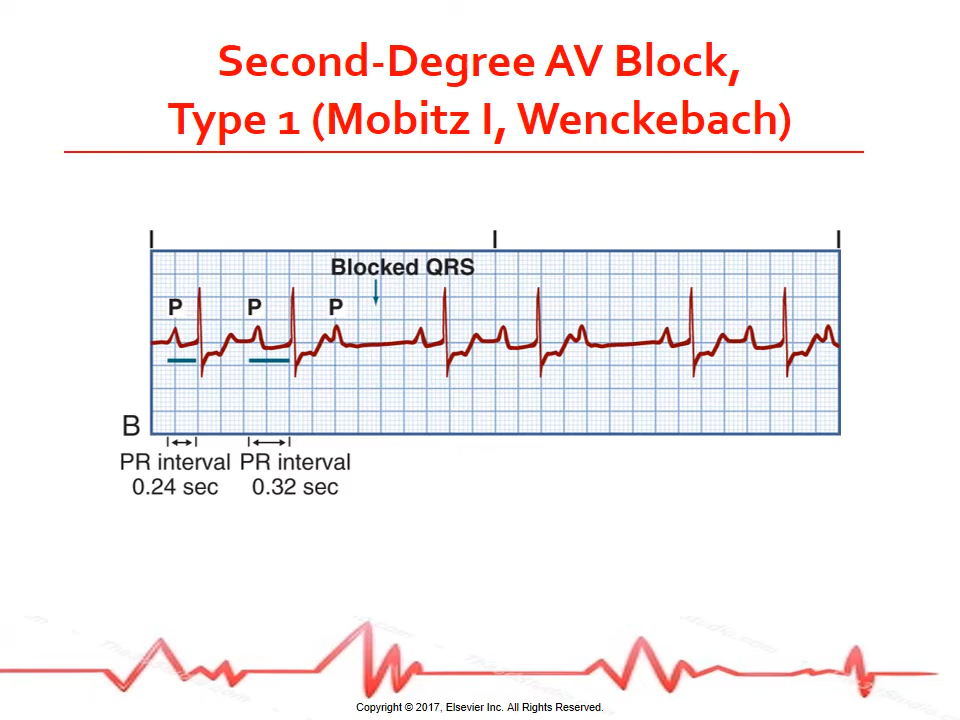 Second-Degree AV Block,
Type 1 (Mobitz I, Wenckebach)
Blocked QRS
P P P
B
PR interval PR interval
0.24 sec 0.32 sec
Copyright © 2017, Elsevier Inc. All Rights Reserved.